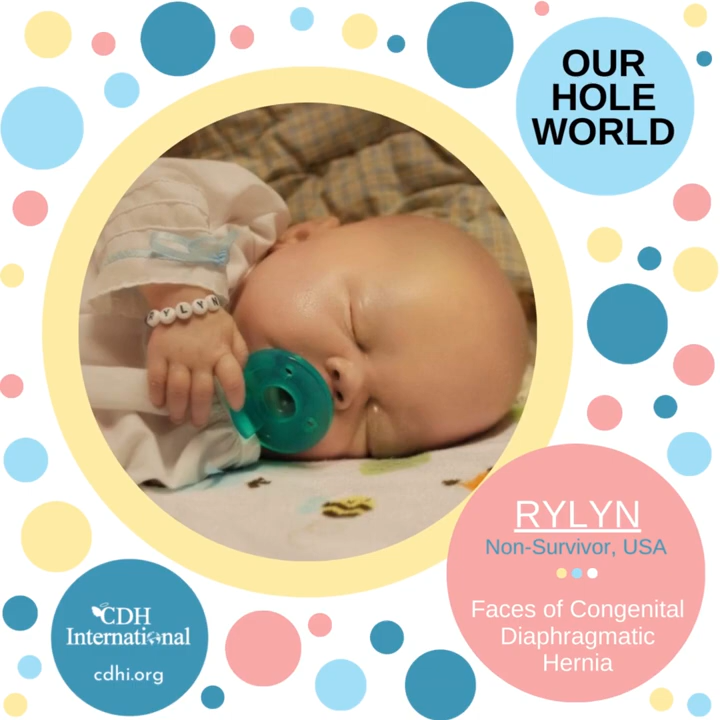 OUR
HOLE
WORLD
RYLYN
RYLYN
Non-Survivor, USA
Faces of Congenital
Diaphragmatic
Hernia
CDH
International
cdhi.org